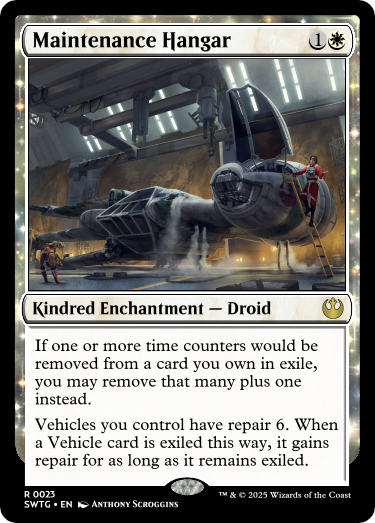 Maintenance Hangar 1
Kindred Enchantment — Droid
If one or more time counters would be
removed from a card you own in exile,
you may remove that many plus one
instead.
Vehicles you control have repair 6. When
a Vehicle card is exiled this way, it gains
repair for as long as it remains exiled.
R 0023
SWTG • EN Anthony Scroggins
™ & © 2025 Wizards of the Coast